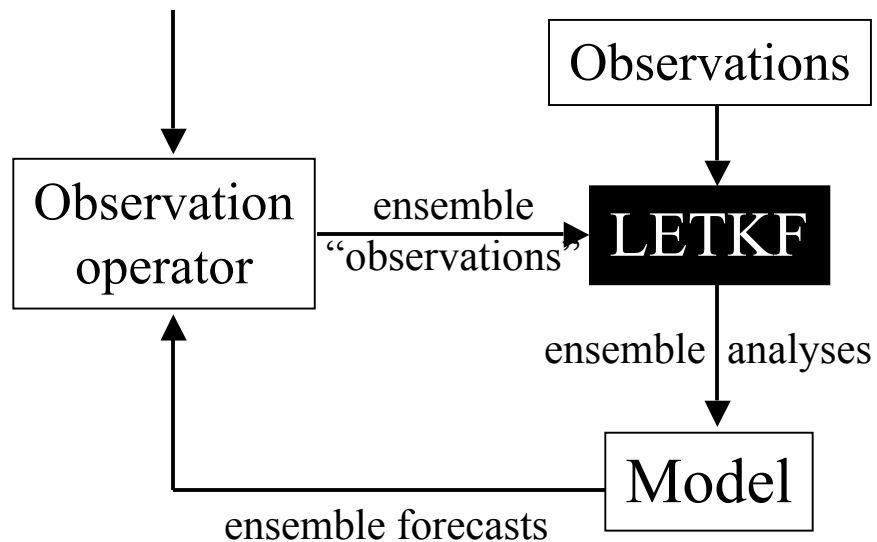 Observations
Observation
operator
ensemble
“observations”
LETKF
ensemble analyses
Model
ensemble forecasts